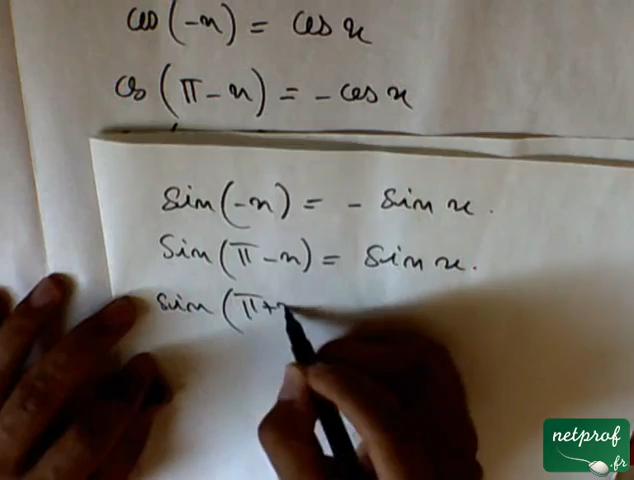 cos(-x) = cos x
cos(π-x) = -cos x
sin(-x) = - sin x.
sin(π-x) = sin x.
sin(π+x
netprof
.fr